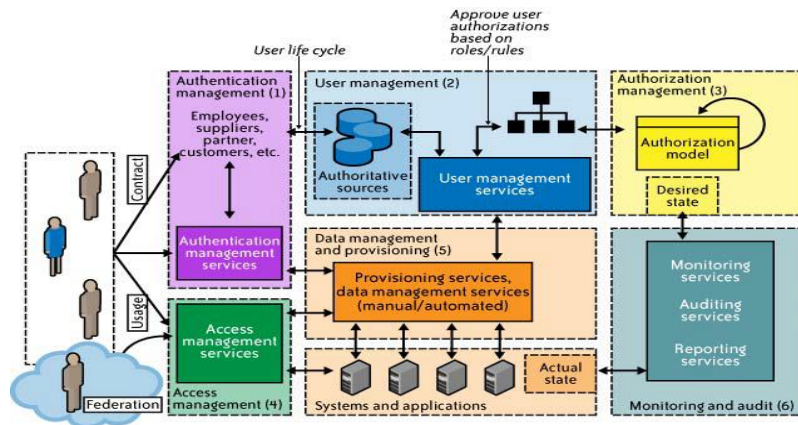 User life cycle
Approve user
authorizations
based on
roles/rules
Authentication
management (1)
Employees,
suppliers,
partner,
customers, etc.
Authentication
management
services
User management (2)
Authoritative
sources
User management
services
Authorization
management (3)
Authorization
model
Desired
state
Contract
Usage
Federation
Data management
and provisioning (5)
Provisioning services,
data management services
(manual/automated)
Access
management
services
Access
management (4)
Systems and applications
Actual
state
Monitoring
services
Auditing
services
Reporting
services
Monitoring and audit (6)